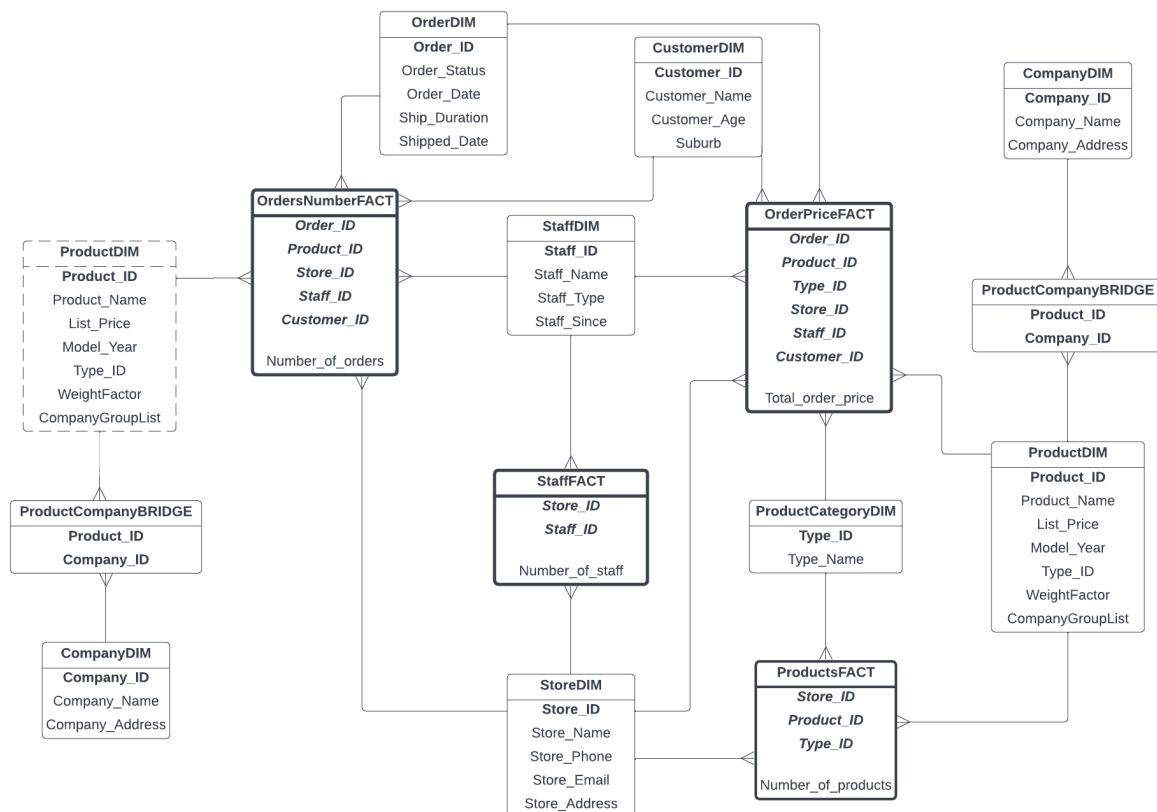 OrderDIM
Order_ID
Order_Status
Order_Date
Ship_Duration
Shipped_Date
CustomerDIM
Customer_ID
Customer_Name
Customer_Age
Suburb
CompanyDIM
Company_ID
Company_Name
Company_Address
OrdersNumberFACT
Order_ID
Product_ID
Store_ID
Staff_ID
Customer_ID
Number_of_orders
StaffDIM
Staff_ID
Staff_Name
Staff_Type
Staff_Since
OrderPriceFACT
Order_ID
Product_ID
Type_ID
Store_ID
Staff_ID
Customer_ID
Total_order_price
ProductDIM
Product_ID
Product_Name
List_Price
Model_Year
Type_ID
WeightFactor
CompanyGroupList
ProductCompanyBRIDGE
Product_ID
Company_ID
ProductDIM
Product_ID
Product_Name
List_Price
Model_Year
Type_ID
WeightFactor
CompanyGroupList
StaffFACT
Store_ID
Staff_ID
Number_of_staff
ProductCategoryDIM
Type_ID
Type_Name
ProductCompanyBRIDGE
Product_ID
Company_ID
CompanyDIM
Company_ID
Company_Name
Company_Address
StoreDIM
Store_ID
Store_Name
Store_Phone
Store_Email
Store_Address
ProductsFACT
Store_ID
Product_ID
Type_ID
Number_of_products